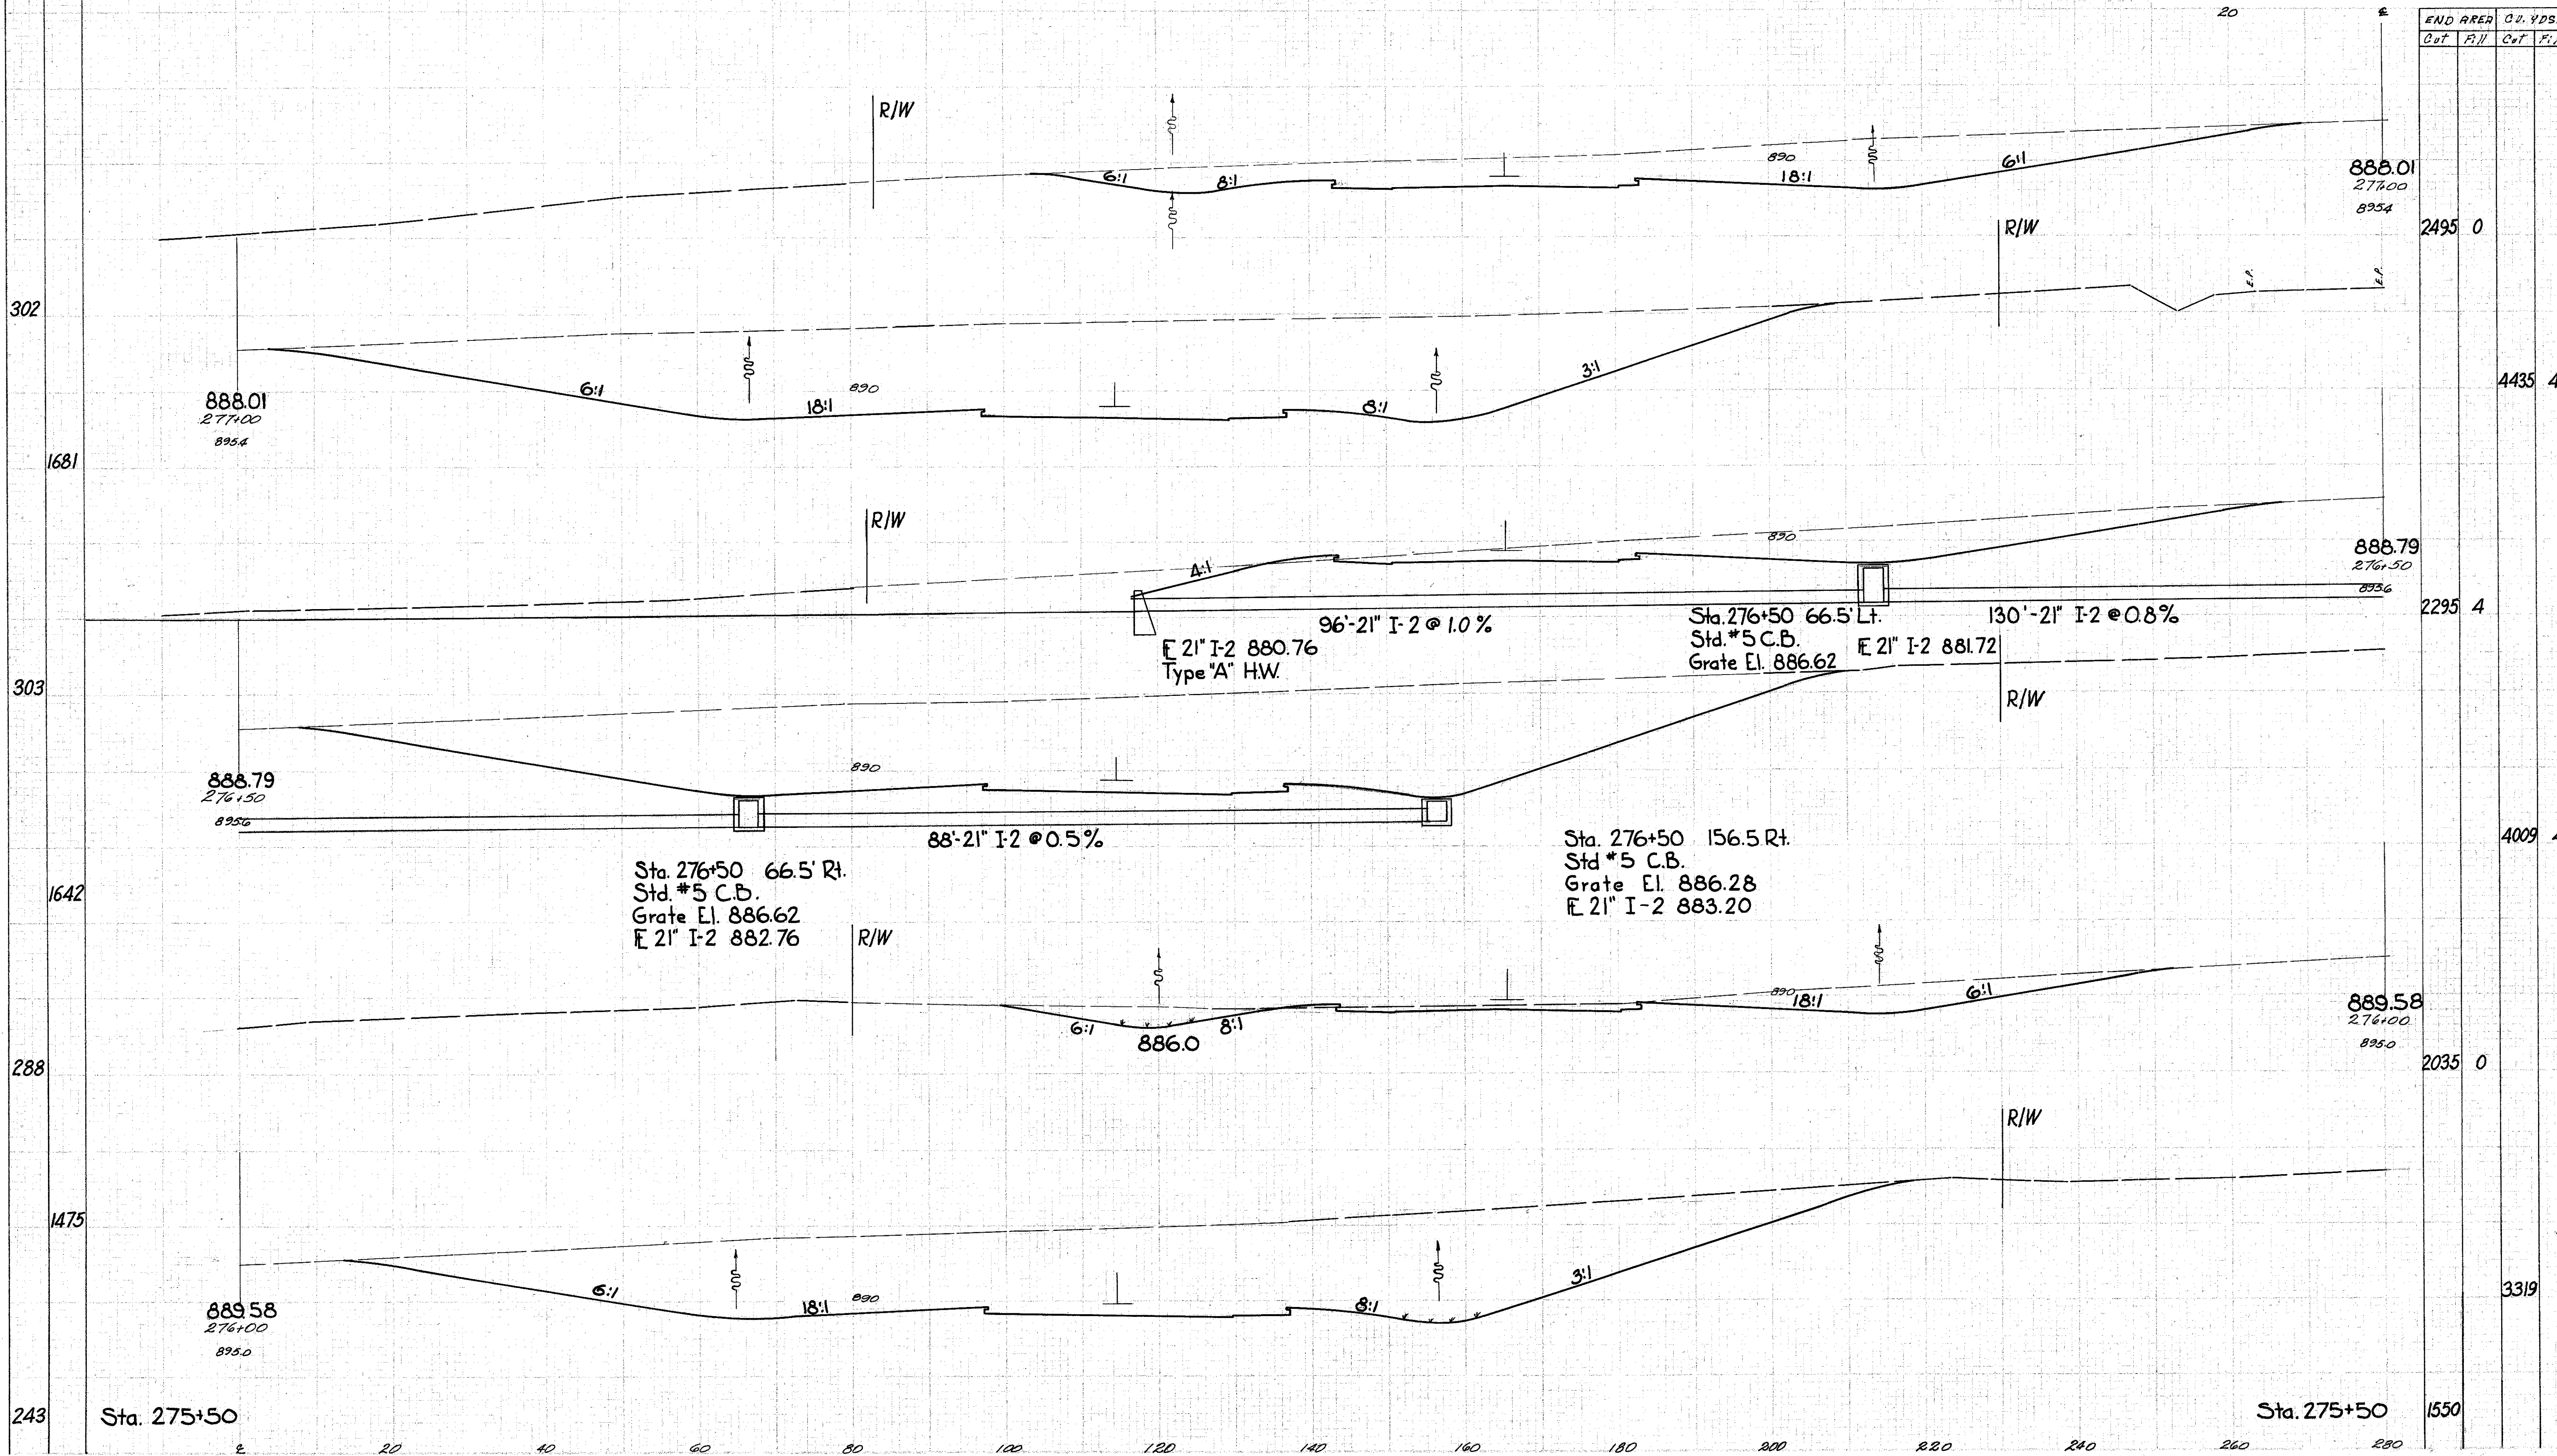 20 ℄
END AREA CU. YDS.
Cut Fill Cut
R/W
6:1 8:1 890 18:1 6:1
888.01
277+00
895.4
R/W
2495 0
E.P. E.P.
302
6:1 18:1 890 8:1 3:1
4435
888.01
277+00
895.4
1681
R/W
4:1 890
888.79
276+50
895.6
2295 4
96'-21" I-2 @ 1.0%
Sta. 276+50 66.5' Lt.
Std. #5 C.B.
Grate El. 886.62
130'-21" I-2 @ 0.8%
F̵L 21" I-2 881.72
F̵L 21" I-2 880.76
Type "A" H.W.
303
R/W
890
888.79
276+50
895.6
88'-21" I-2 @ 0.5%
4009
Sta. 276+50 66.5' Rt.
Std. #5 C.B.
Grate El. 886.62
F̵L 21" I-2 882.76
Sta. 276+50 156.5 Rt.
Std #5 C.B.
Grate El. 886.28
F̵L 21" I-2 883.20
1642
R/W
6:1 8:1 890 18:1 6:1
886.0
889.58
276+00
895.0
288
2035 0
R/W
1475
6:1 18:1 890 8:1 3:1
3319
889.58
276+00
895.0
243 Sta. 275+50 Sta. 275+50 1550
℄ 20 40 60 80 100 120 140 160 180 200 220 240 260 280